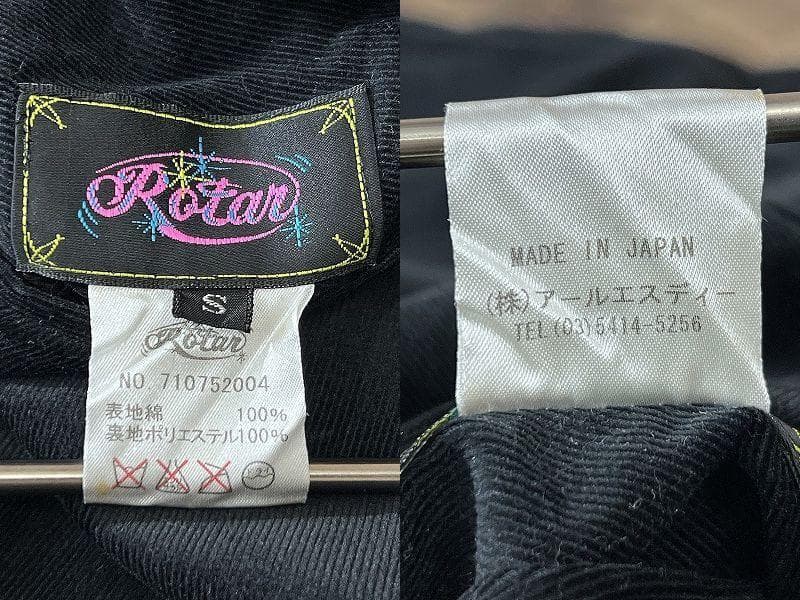 Rotar
S
Rotar
NO 710752004
表地綿 100%
裏地ポリエステル100%
MADE IN JAPAN
(株)アールエスディー
TEL(03)5414-5256